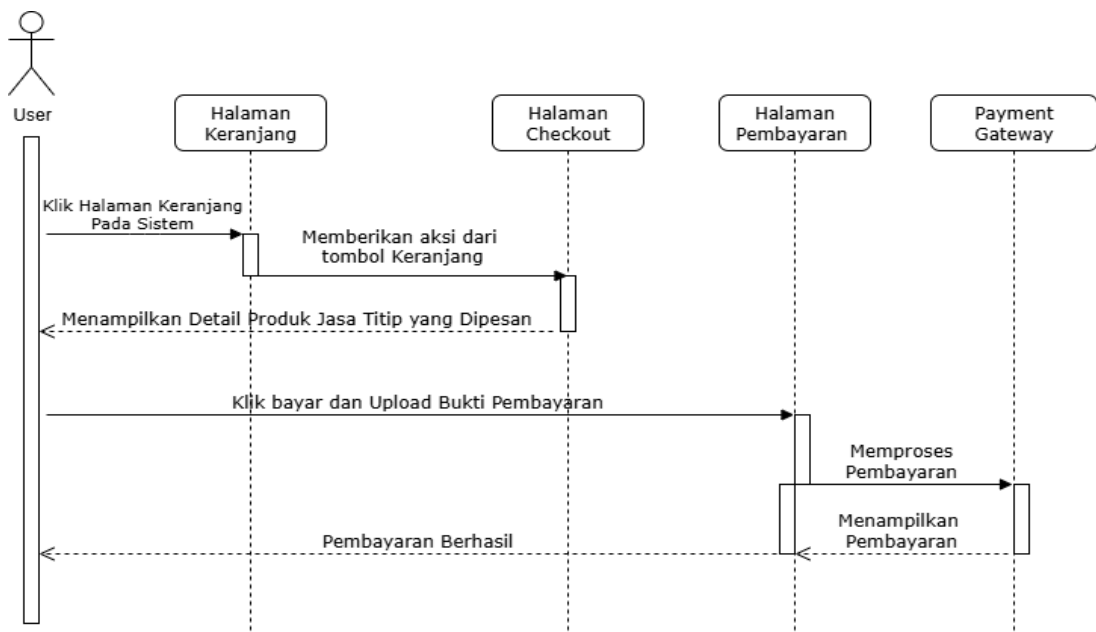 User
Halaman
Keranjang
Halaman
Checkout
Halaman
Pembayaran
Payment
Gateway
Klik Halaman Keranjang
Pada Sistem
Memberikan aksi dari
tombol Keranjang
Menampilkan Detail Produk Jasa Titip yang Dipesan
Klik bayar dan Upload Bukti Pembayaran
Memproses
Pembayaran
Menampilkan
Pembayaran
Pembayaran Berhasil